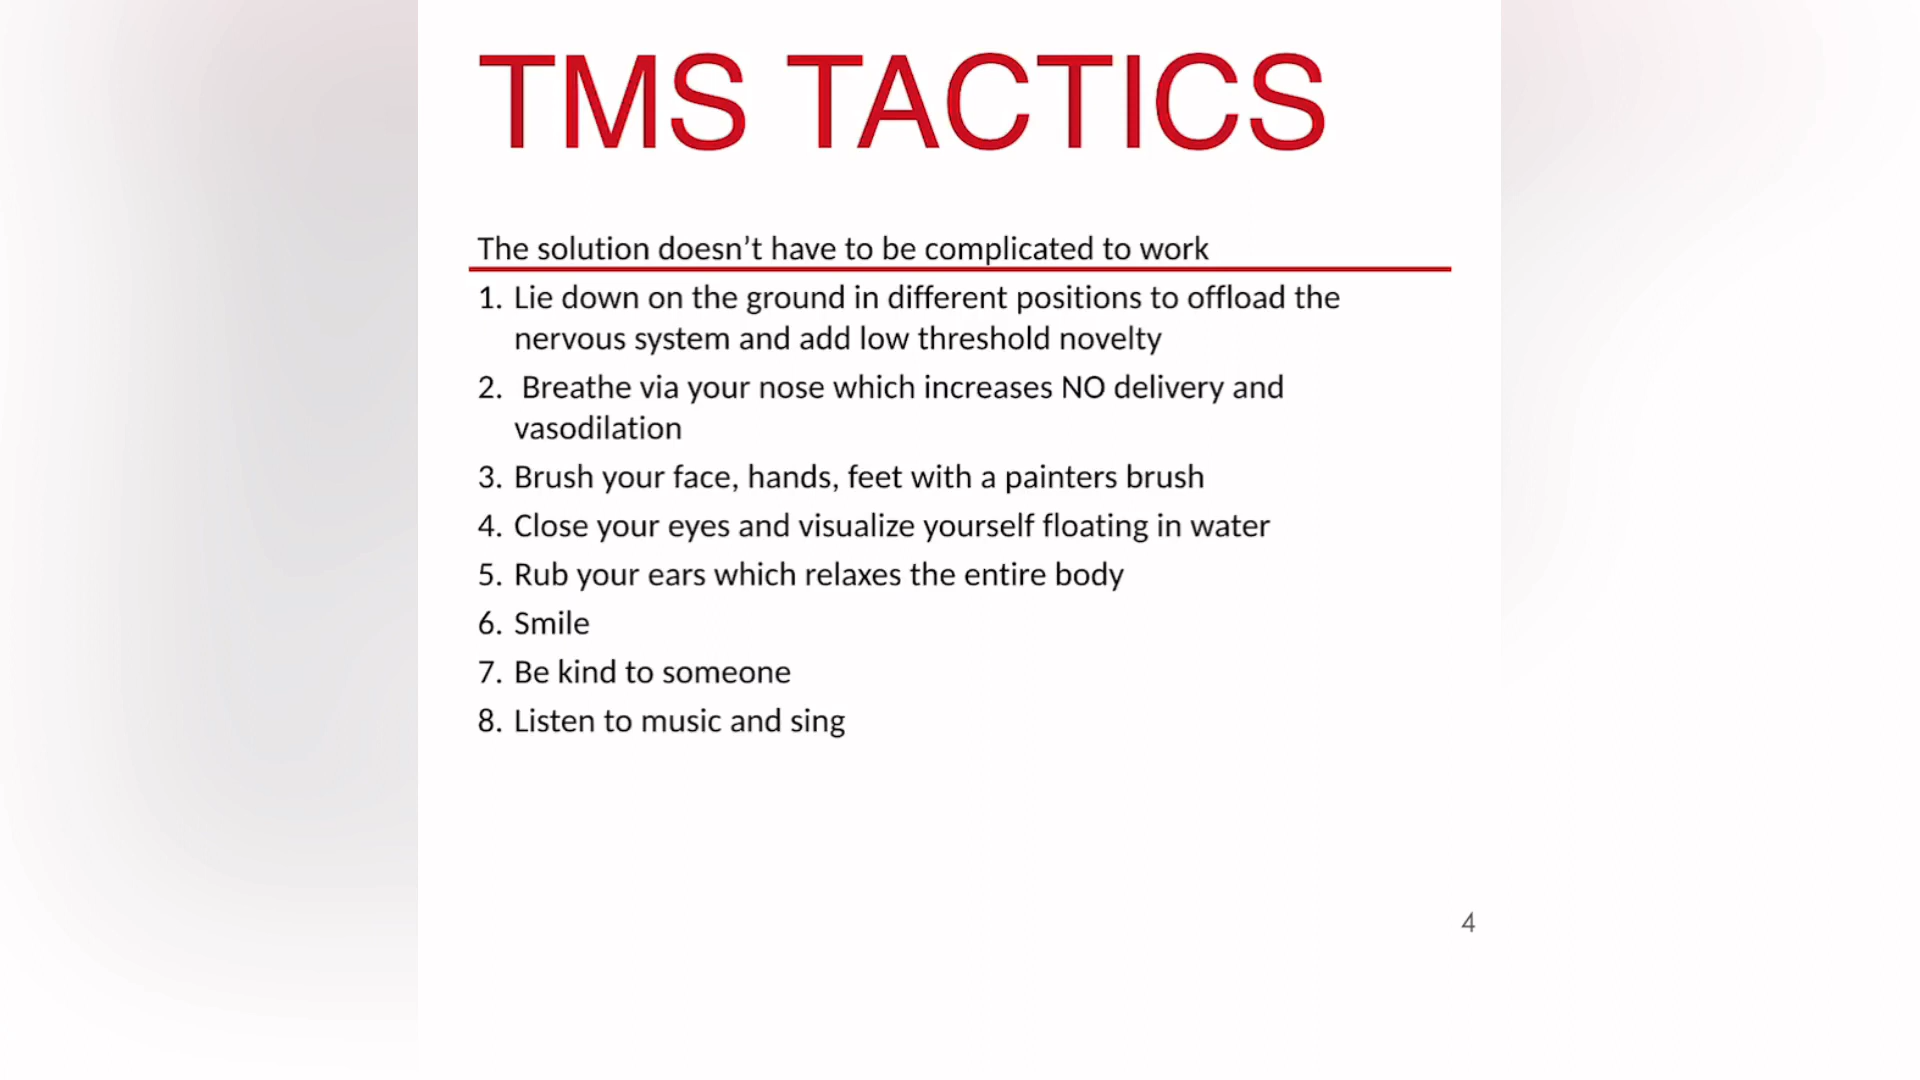 TMS TACTICS
The solution doesn’t have to be complicated to work
1. Lie down on the ground in different positions to offload the
nervous system and add low threshold novelty
2. Breathe via your nose which increases NO delivery and
vasodilation
3. Brush your face, hands, feet with a painters brush
4. Close your eyes and visualize yourself floating in water
5. Rub your ears which relaxes the entire body
6. Smile
7. Be kind to someone
8. Listen to music and sing
4